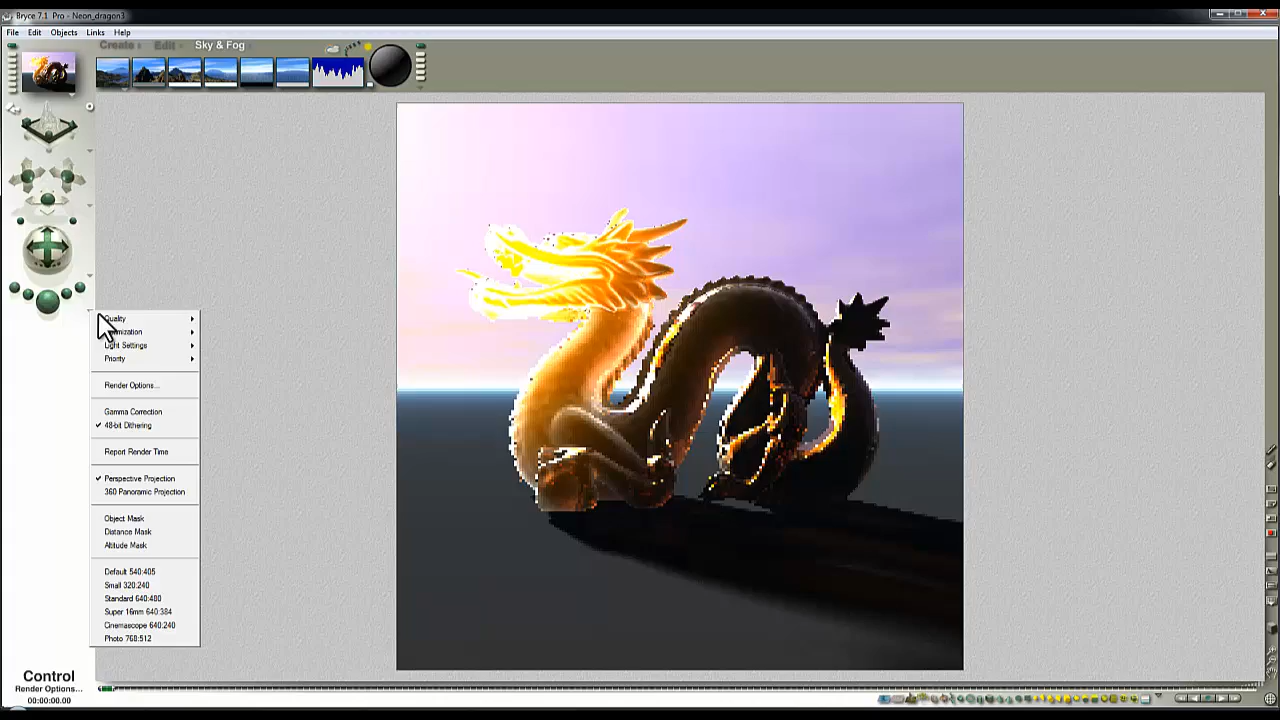 Bryce 7.1 Pro - Neon_dragon3
File Edit Objects Links Help
Create Edit Sky & Fog
Quality
Light Settings
Priority
Render Options...
Gamma Correction
48-bit Dithering
Report Render Time
Perspective Projection
360 Panoramic Projection
Object Mask
Distance Mask
Altitude Mask
Default 540:405
Small 320:240
Standard 640:480
Super 16mm 640:384
Cinemascope 640:240
Photo 768:512
Control
Render Options...
00:00:00.00